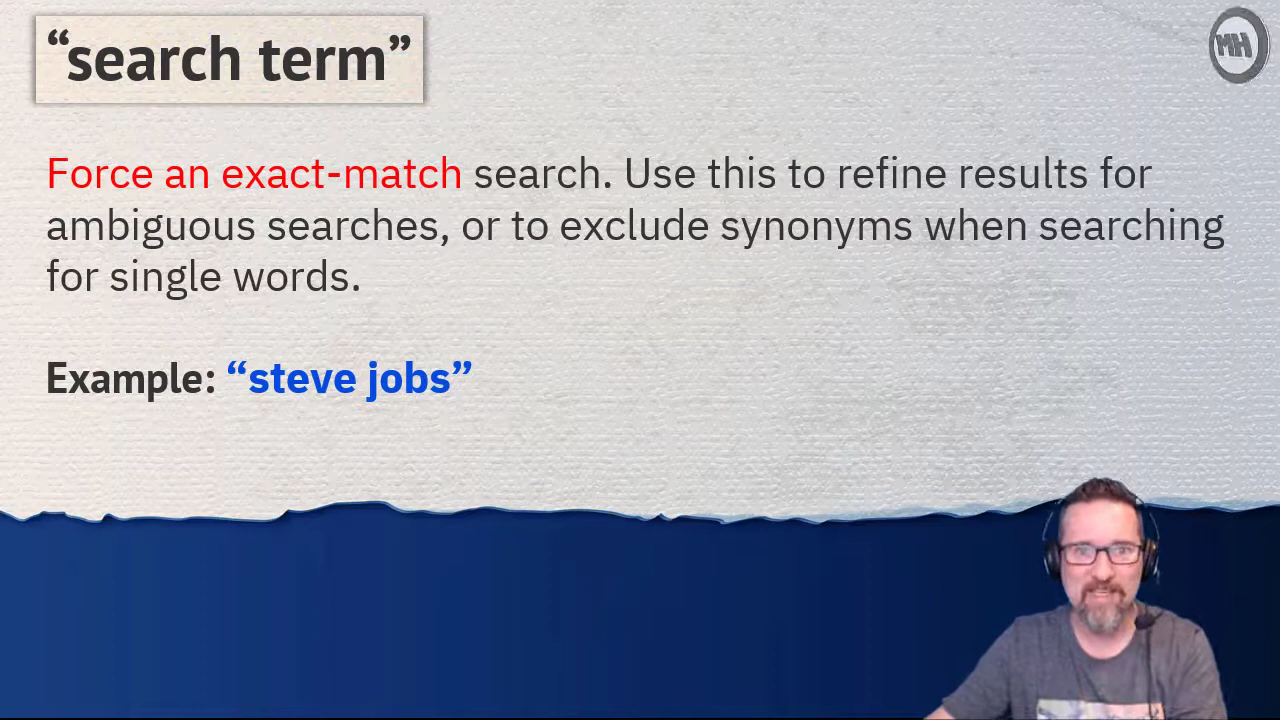 “search term”
MH
Force an exact-match search. Use this to refine results for
ambiguous searches, or to exclude synonyms when searching
for single words.
Example: “steve jobs”